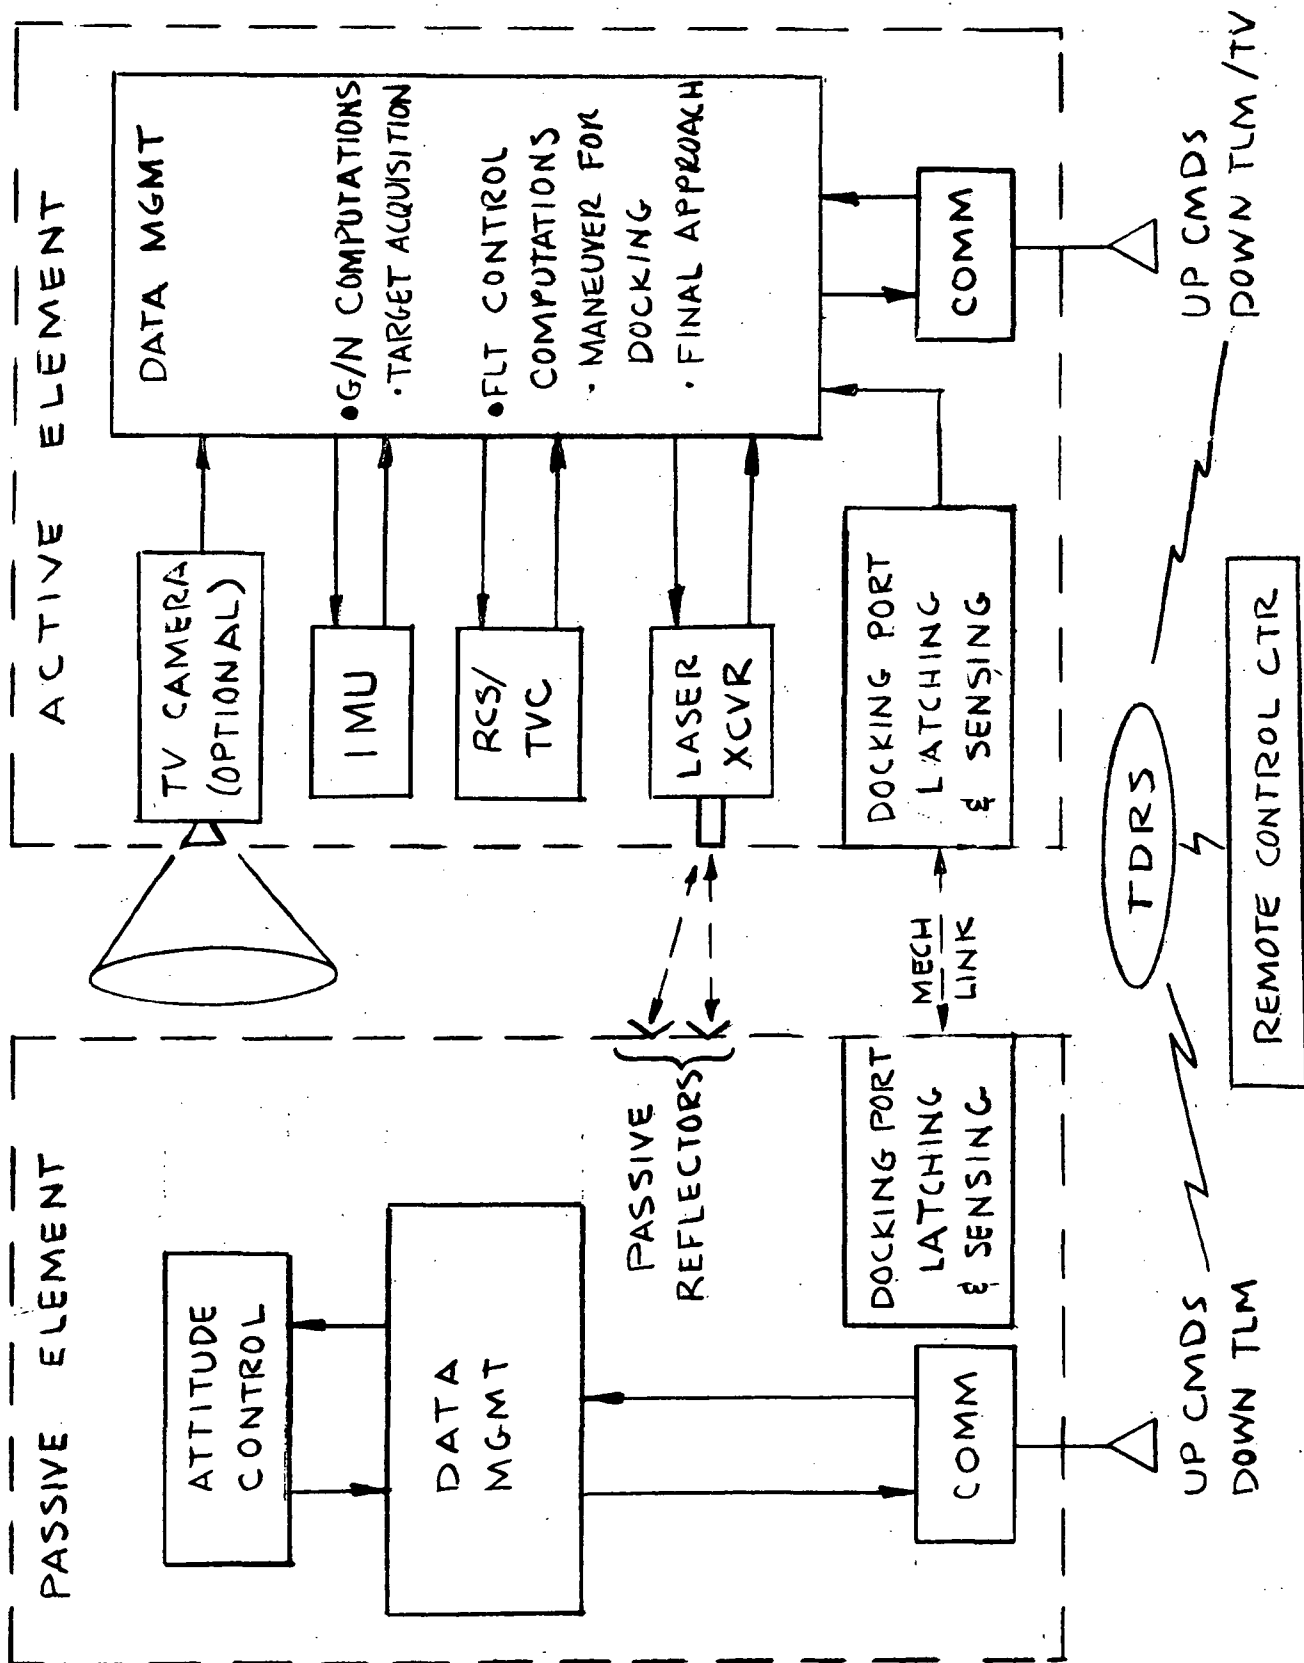 PASSIVE ELEMENT
ATTITUDE
CONTROL
DATA
MGMT
PASSIVE
REFLECTORS
DOCKING PORT
LATCHING
& SENSING
COMM
UP CMDS
DOWN TLM
MECH
LINK
ACTIVE ELEMENT
TV CAMERA
(OPTIONAL)
IMU
RCS/
TVC
LASER
XCVR
DOCKING PORT
LATCHING
& SENSING
DATA MGMT
•G/N COMPUTATIONS
·TARGET ACQUISITION
•FLT CONTROL
COMPUTATIONS
· MANEUVER FOR
DOCKING
· FINAL APPROACH
COMM
UP CMDS
DOWN TLM/TV
TDRS
REMOTE CONTROL CTR